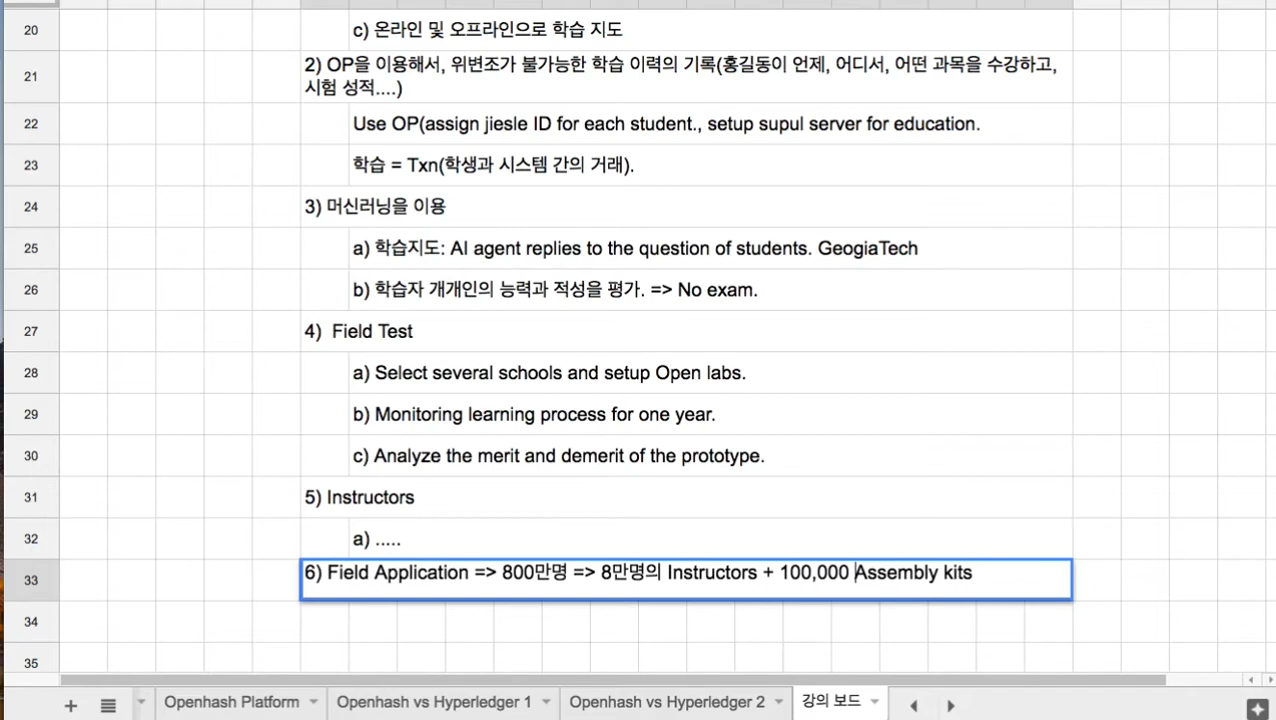 20
c) 온라인 및 오프라인으로 학습 지도
21
2) OP을 이용해서, 위변조가 불가능한 학습 이력의 기록(홍길동이 언제, 어디서, 어떤 과목을 수강하고,
시험 성적....)
22
Use OP(assign jiesle ID for each student., setup supul server for education.
23
학습 = Txn(학생과 시스템 간의 거래).
24
3) 머신러닝을 이용
25
a) 학습지도: AI agent replies to the question of students. GeogiaTech
26
b) 학습자 개개인의 능력과 적성을 평가. => No exam.
27
4) Field Test
28
a) Select several schools and setup Open labs.
29
b) Monitoring learning process for one year.
30
c) Analyze the merit and demerit of the prototype.
31
5) Instructors
32
a) .....
33
6) Field Application => 800만명 => 8만명의 Instructors + 100,000 Assembly kits
34
35
Openhash Platform
Openhash vs Hyperledger 1
Openhash vs Hyperledger 2
강의 보드